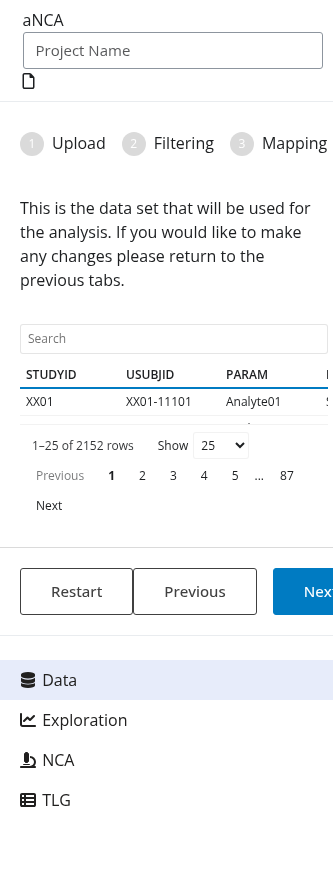 aNCA
Project Name
1 Upload 2 Filtering 3 Mapping
This is the data set that will be used for
the analysis. If you would like to make
any changes please return to the
previous tabs.
Search
STUDYID USUBJID PARAM
XX01 XX01-11101 Analyte01
1–25 of 2152 rows Show 25
Previous 1 2 3 4 5 ... 87
Next
Restart Previous Next
Data
Exploration
NCA
TLG